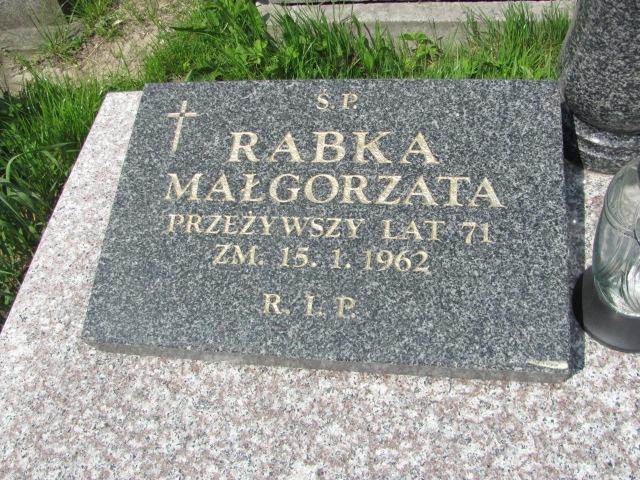 Ś. P.
RABKA
MAŁGORZATA
PRZEŻYWSZY LAT 71
ZM. 15. 1. 1962
R. I. P.